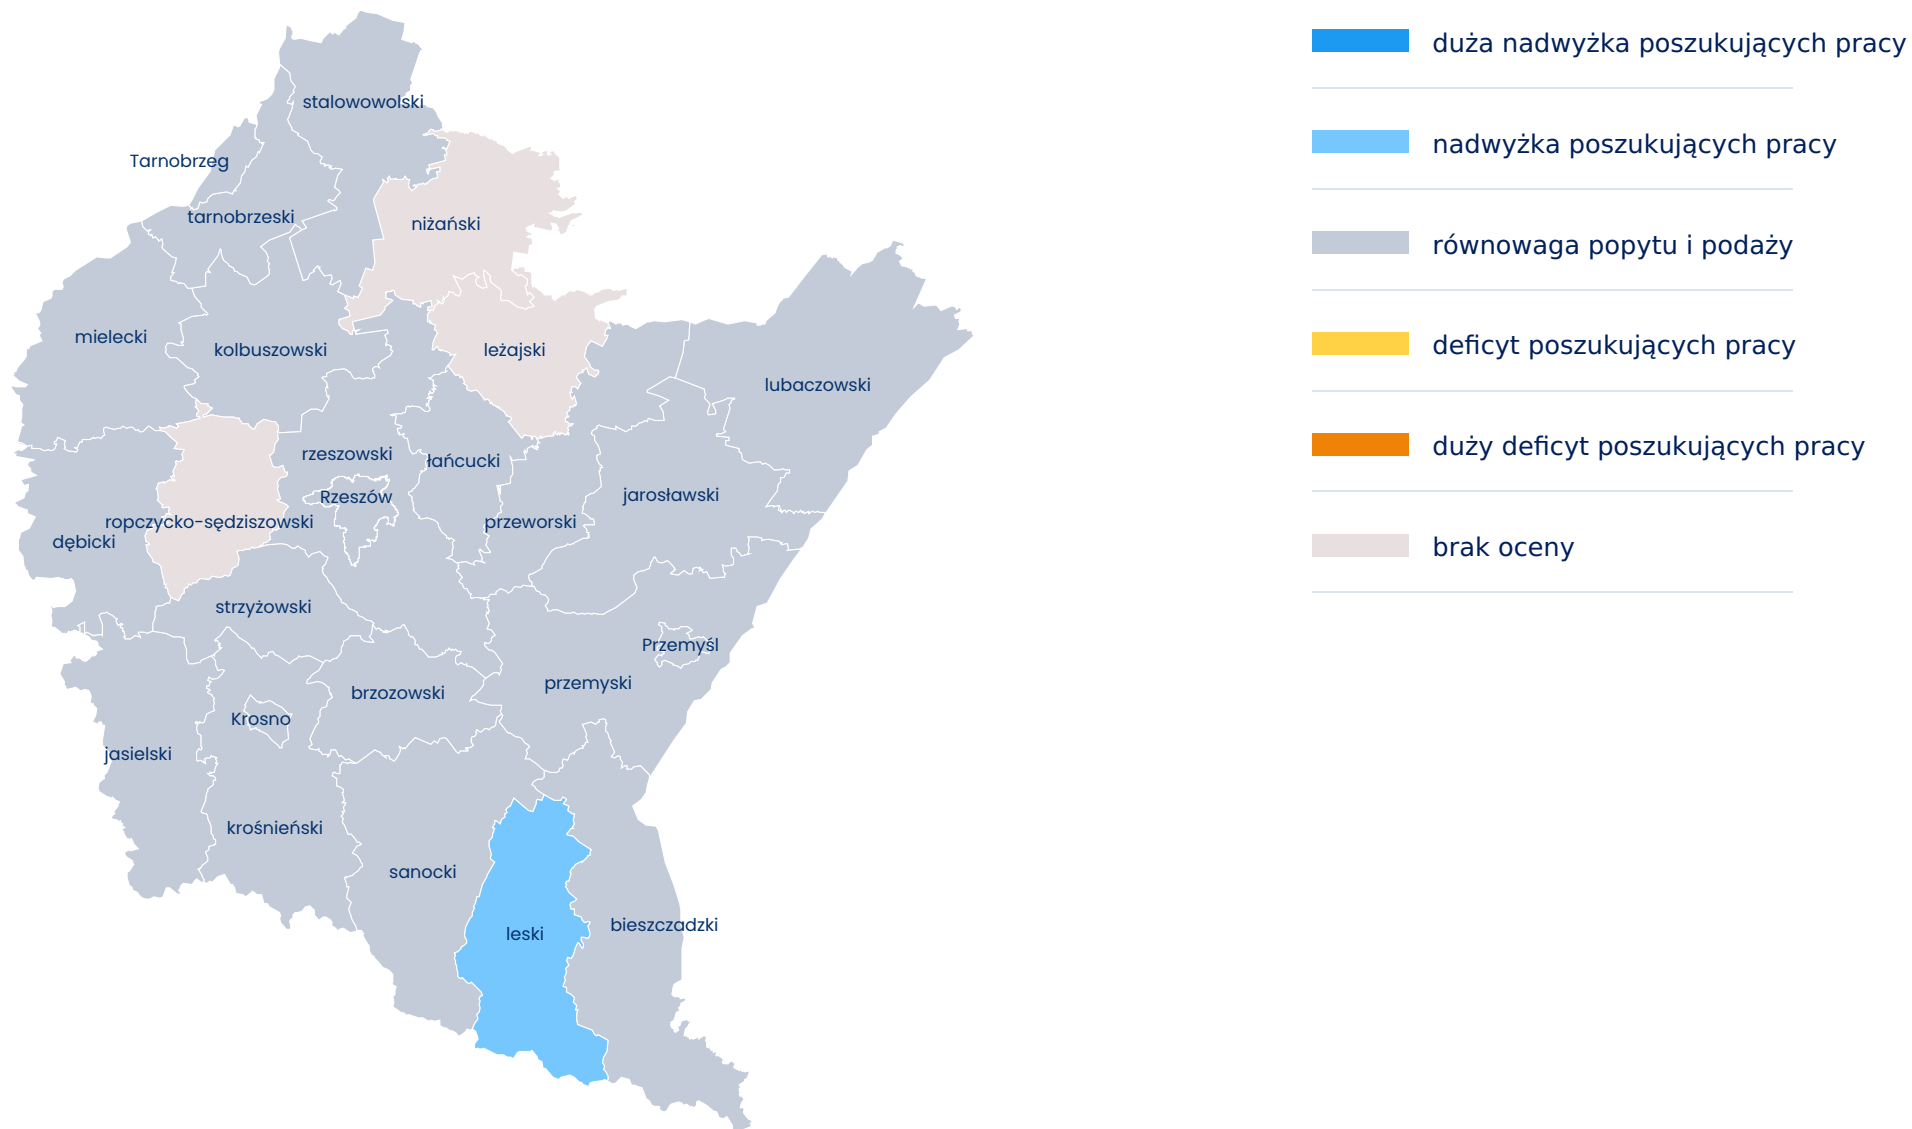 stalowowolski
Tarnobrzeg
tarnobrzeski
niżański
mielecki
kolbuszowski
leżajski
lubaczowski
rzeszowski
łańcucki
Rzeszów
jarosławski
ropczycko-sędziszowski
przeworski
dębicki
strzyżowski
Przemyśl
przemyski
brzozowski
Krosno
jasielski
krośnieński
sanocki
bieszczadzki
leski
duża nadwyżka poszukujących pracy
nadwyżka poszukujących pracy
równowaga popytu i podaży
deficyt poszukujących pracy
duży deficyt poszukujących pracy
brak oceny